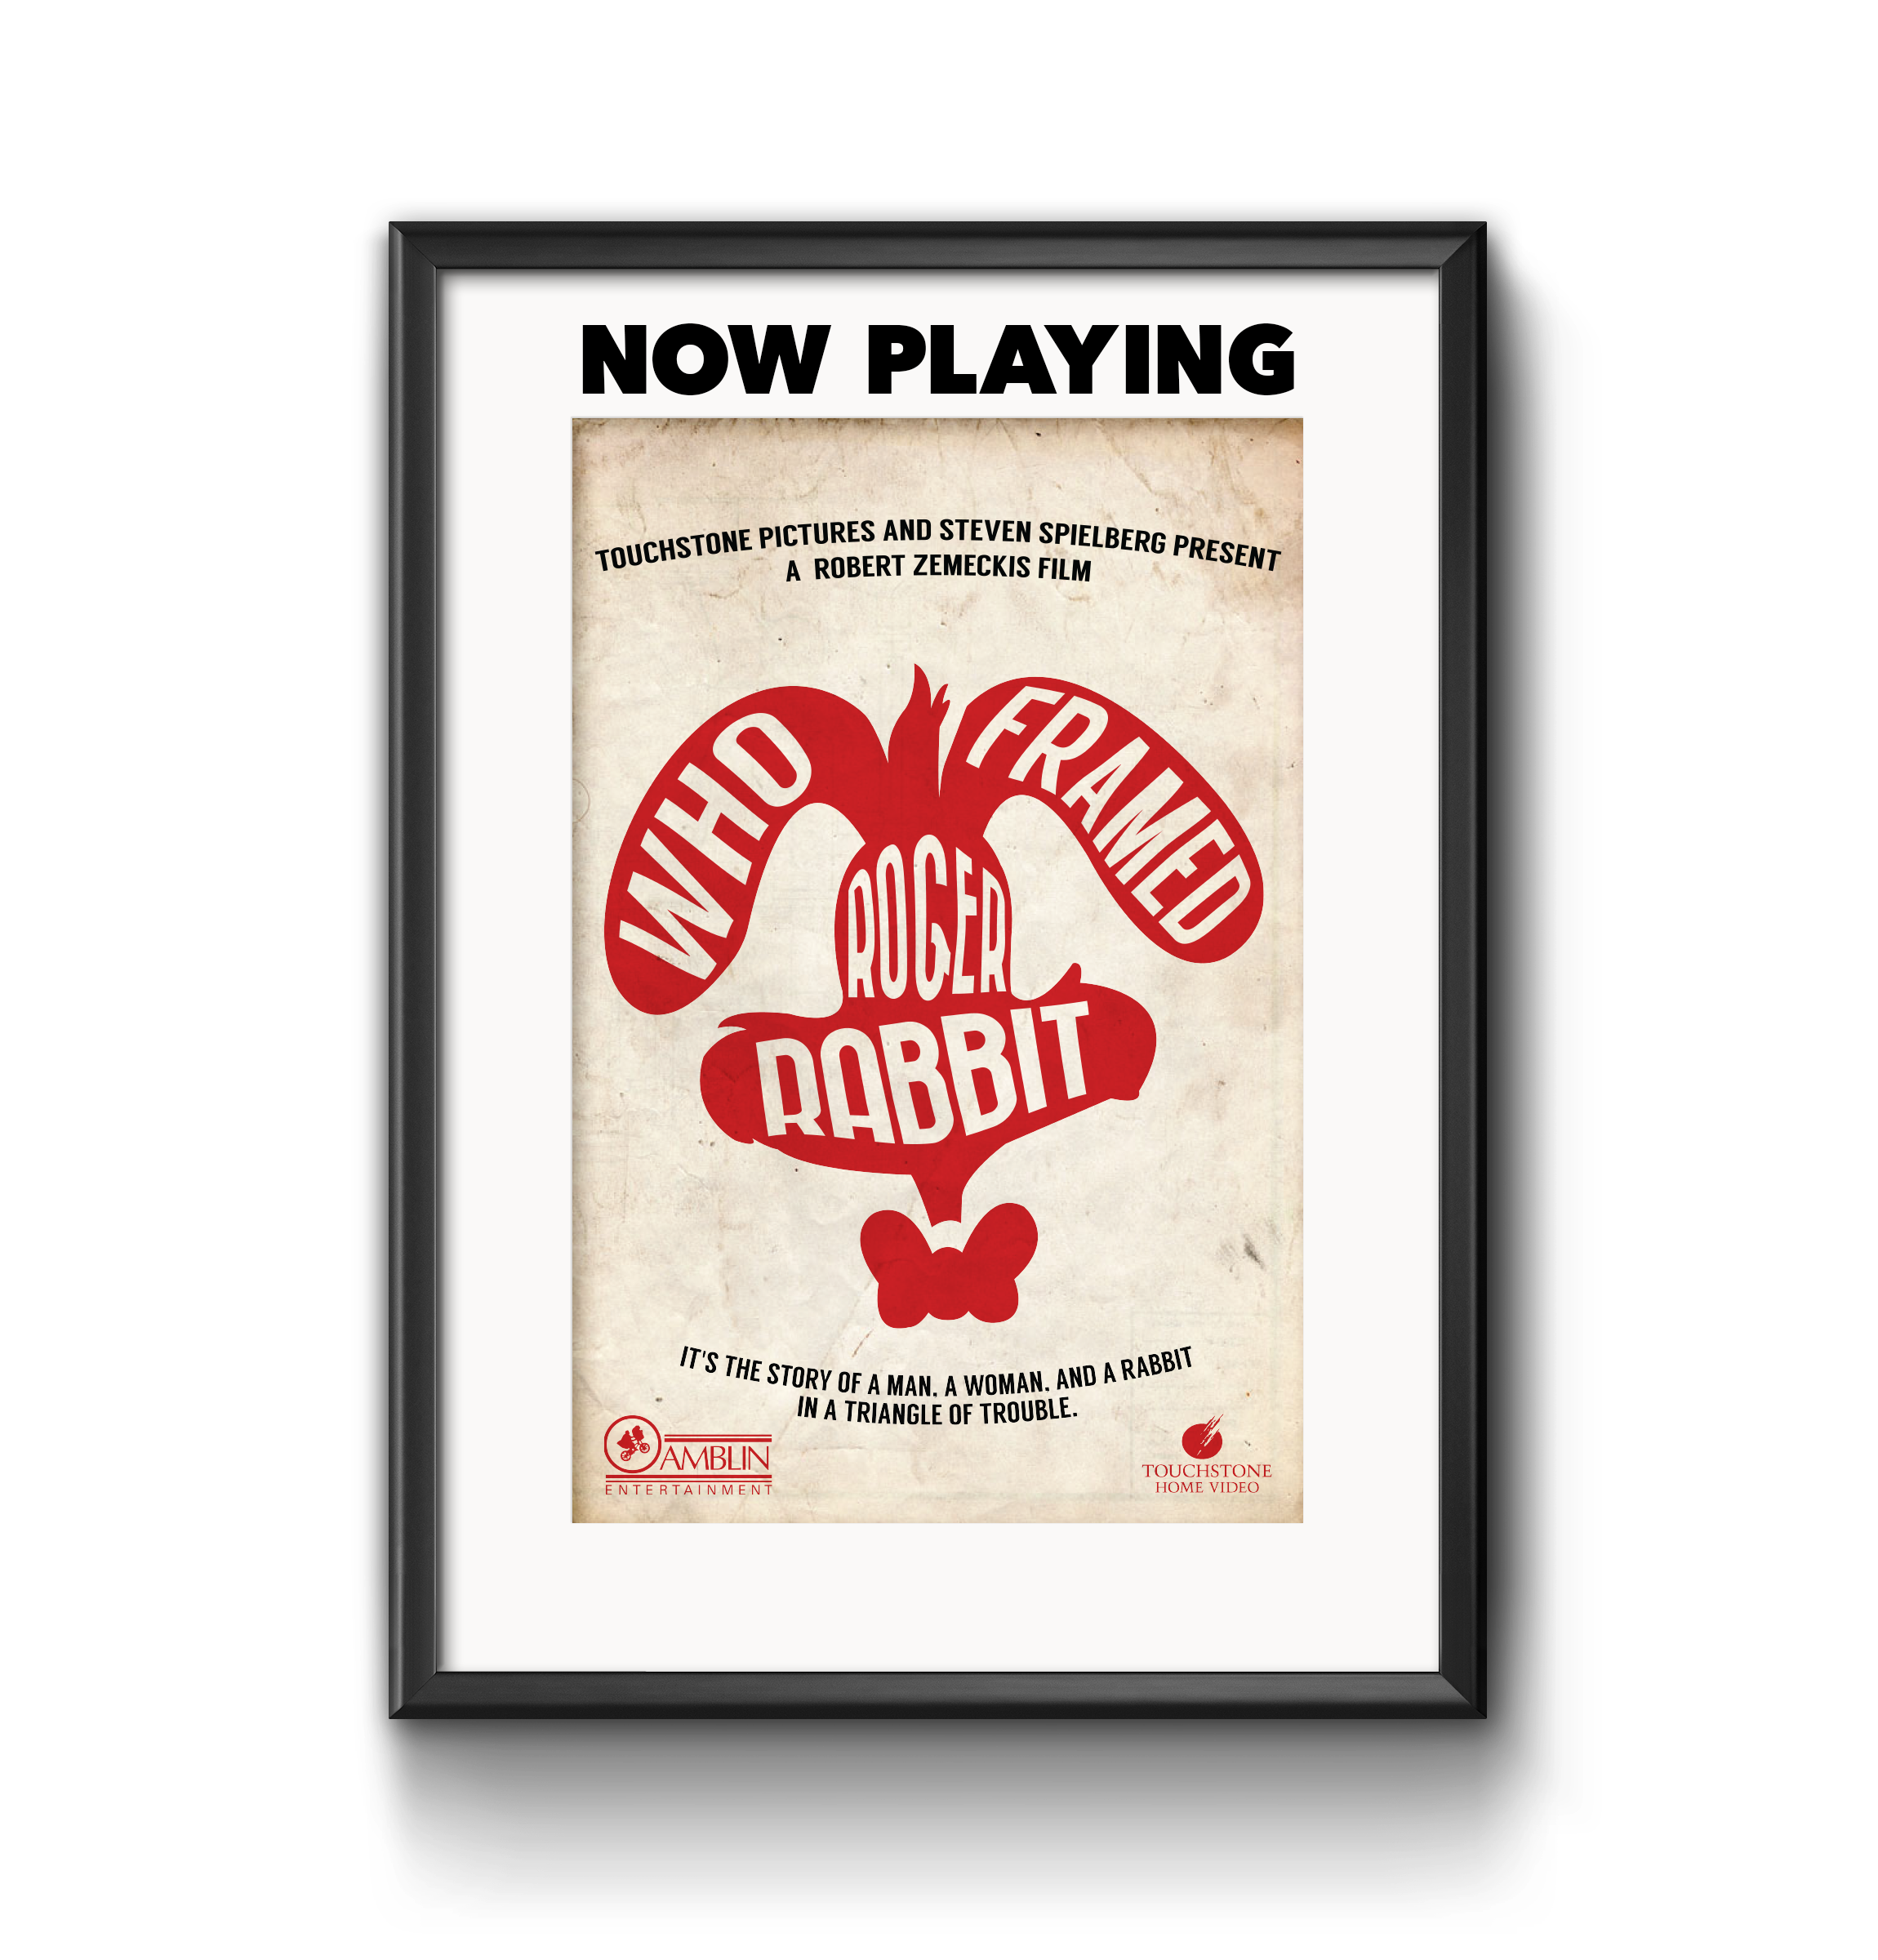 NOW PLAYING
TOUCHSTONE PICTURES AND STEVEN SPIELBERG PRESENT
A ROBERT ZEMECKIS FILM
WHO
FRAMED
ROGER
RABBIT
IT'S THE STORY OF A MAN, A WOMAN, AND A RABBIT
IN A TRIANGLE OF TROUBLE.
AMBLIN
ENTERTAINMENT
TOUCHSTONE
HOME VIDEO